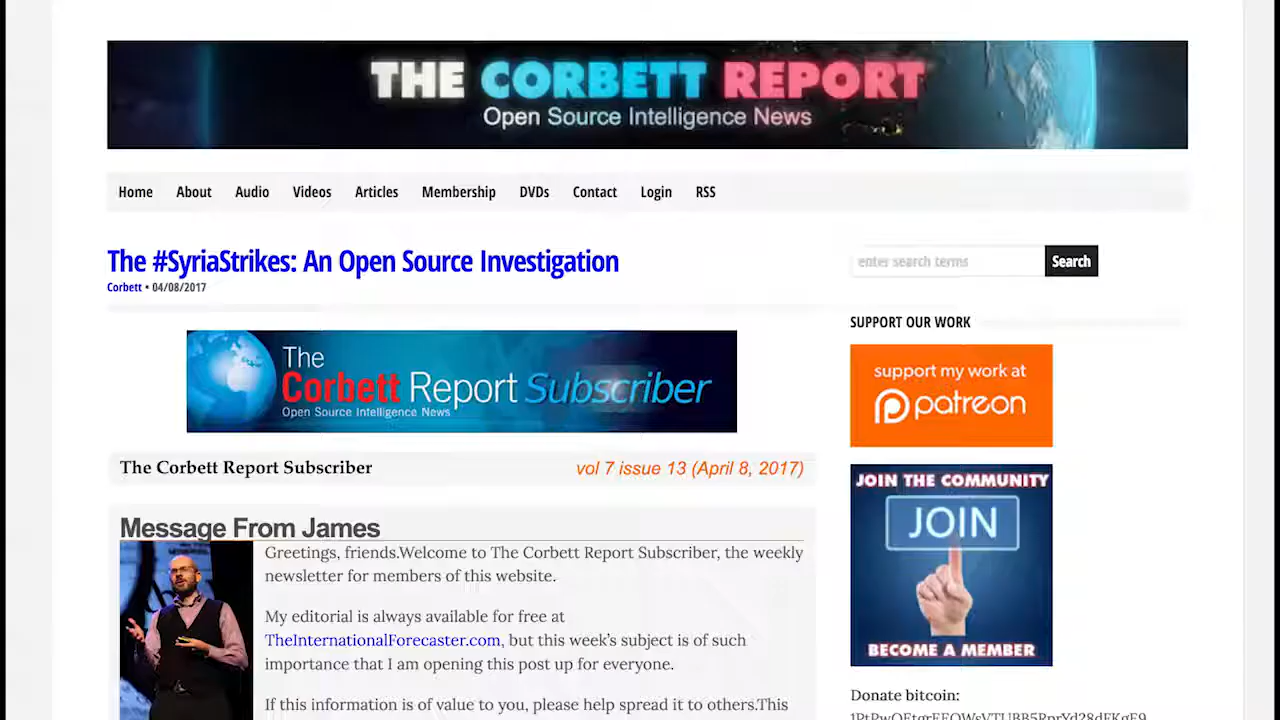 THE CORBETT REPORT
Open Source Intelligence News
Home About Audio Videos Articles Membership DVDs Contact Login RSS
The #SyriaStrikes: An Open Source Investigation
Corbett • 04/08/2017
enter search terms Search
The
Corbett Report Subscriber
Open Source Intelligence News
The Corbett Report Subscriber vol 7 issue 13 (April 8, 2017)
Message From James
Greetings, friends.Welcome to The Corbett Report Subscriber, the weekly
newsletter for members of this website.
My editorial is always available for free at
TheInternationalForecaster.com, but this week’s subject is of such
importance that I am opening this post up for everyone.
If this information is of value to you, please help spread it to others.This
SUPPORT OUR WORK
support my work at
patreon
JOIN THE COMMUNITY
JOIN
BECOME A MEMBER
Donate bitcoin: